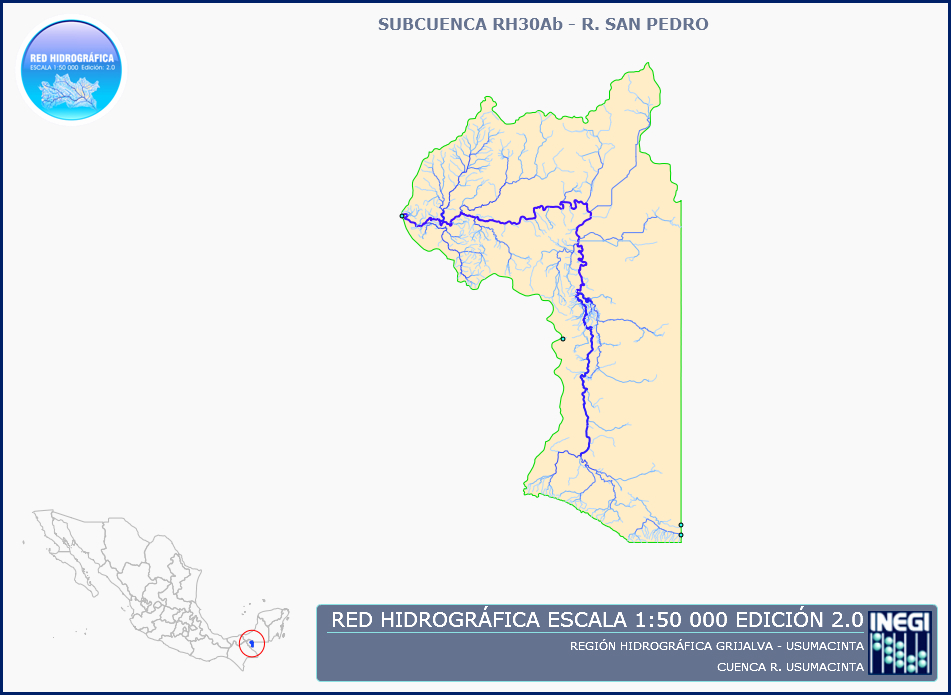 SUBCUENCA RH30Ab - R. SAN PEDRO
RED HIDROGRÁFICA
ESCALA 1:50 000 Edición: 2.0
RED HIDROGRÁFICA ESCALA 1:50 000 EDICIÓN 2.0
REGIÓN HIDROGRÁFICA GRIJALVA - USUMACINTA
CUENCA R. USUMACINTA
INEGI